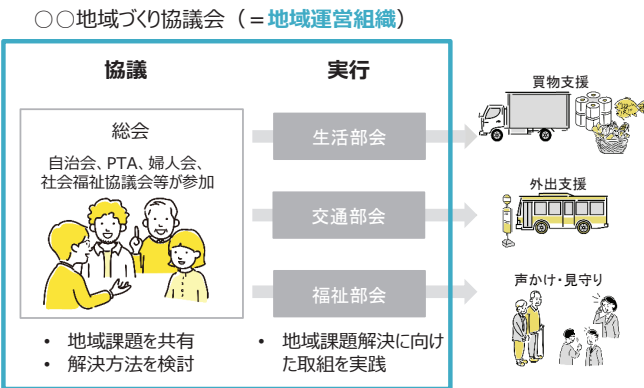 ○○地域づくり協議会（＝地域運営組織）
協議
総会
自治会、PTA、婦人会、
社会福祉協議会等が参加
• 地域課題を共有
• 解決方法を検討
実行
生活部会
交通部会
福祉部会
• 地域課題解決に向け
た取組を実践
買物支援
外出支援
声かけ・見守り